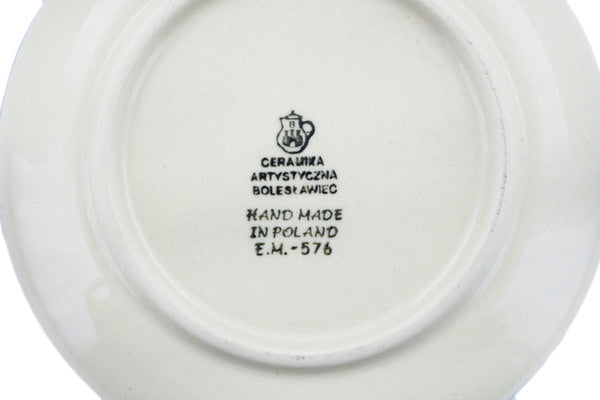 B
CERAMIKA
ARTYSTYCZNA
BOLESŁAWIEC
HAND MADE
IN POLAND
E.M.-576